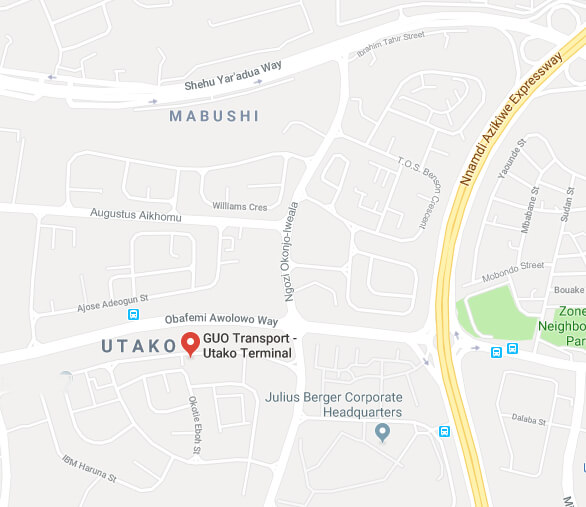 Ibrahim Tahir Street
Shehu Yar'adua Way
MABUSHI
Nnamdi Azikiwe Expressway
Yaounde St
T.O.S. Benson Crescent
Mbabane St
Sudan St
Williams Cres
Augustus Aikhomu
Ngozi Okonjo-Iweala
Mobondo Street
Bouake
Ajose Adeogun St
Obafemi Awolowo Way
Zone
Neighbor
Park
UTAKO
GUO Transport -
Utako Terminal
Julius Berger Corporate
Headquarters
Okotie Eboh St
Dalaba St
IBM Haruna St